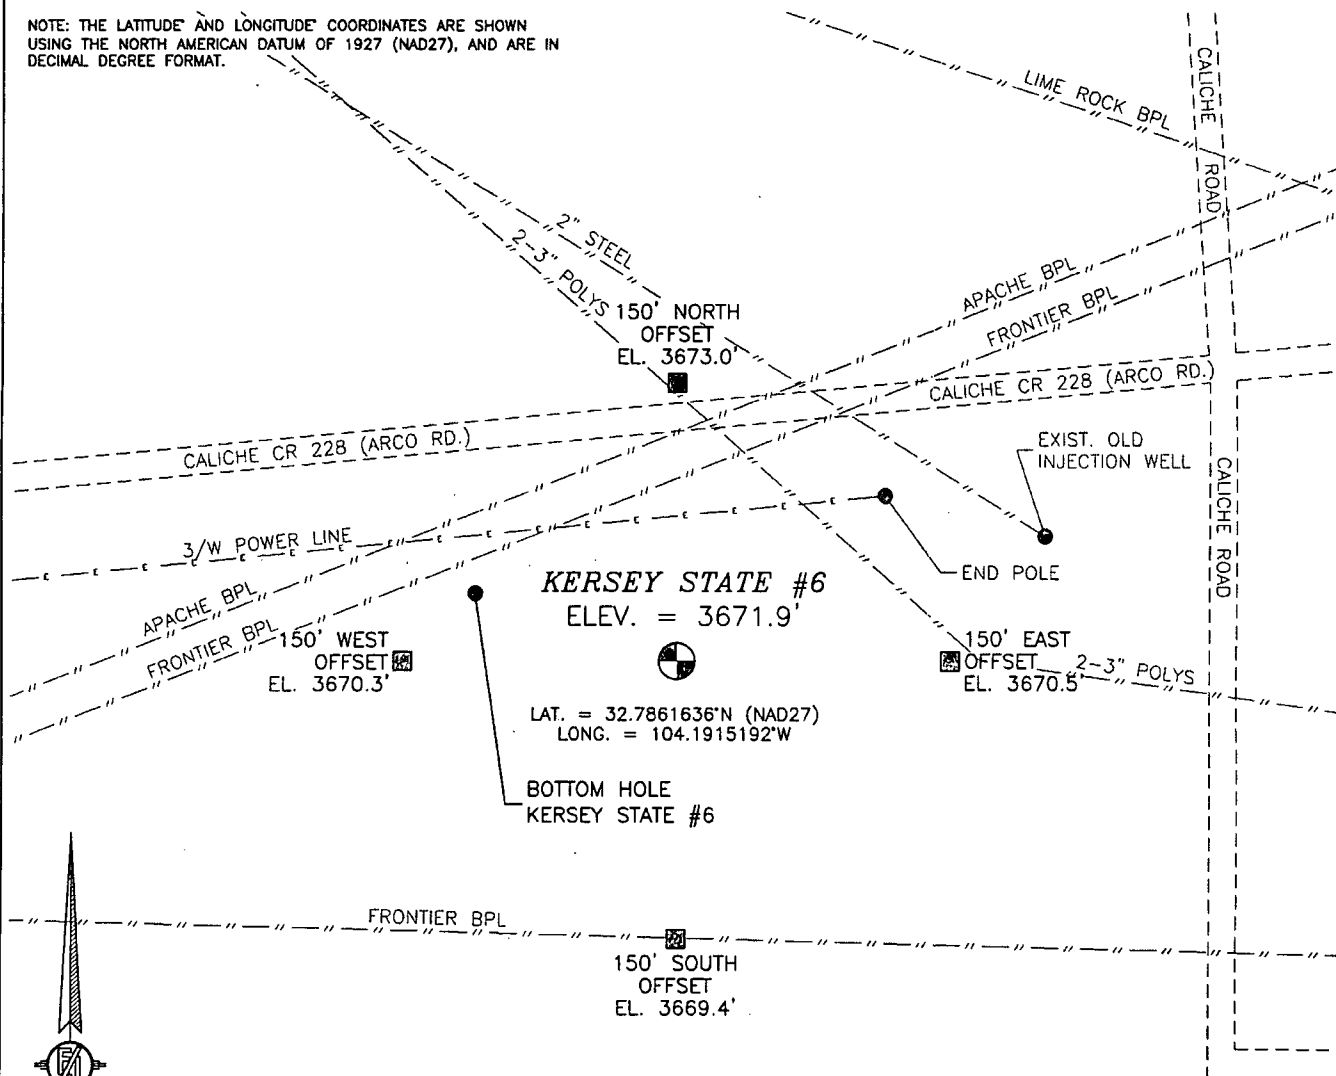 NOTE: THE LATITUDE AND LONGITUDE COORDINATES ARE SHOWN
USING THE NORTH AMERICAN DATUM OF 1927 (NAD27), AND ARE IN
DECIMAL DEGREE FORMAT.
LIME ROCK BPL
CALICHE ROAD
2" STEEL
2-3" POLYS
150' NORTH
OFFSET
EL. 3673.0'
APACHE BPL
FRONTIER BPL
CALICHE CR 228 (ARCO RD.)
CALICHE CR 228 (ARCO RD.)
EXIST. OLD
INJECTION WELL
CALICHE ROAD
3/W POWER LINE
END POLE
KERSEY STATE #6
ELEV. = 3671.9'
APACHE BPL
FRONTIER BPL
150' WEST
OFFSET
EL. 3670.3'
150' EAST
OFFSET
EL. 3670.5'
2-3" POLYS
LAT. = 32.7861636°N (NAD27)
LONG. = 104.1915192°W
BOTTOM HOLE
KERSEY STATE #6
FRONTIER BPL
150' SOUTH
OFFSET
EL. 3669.4'